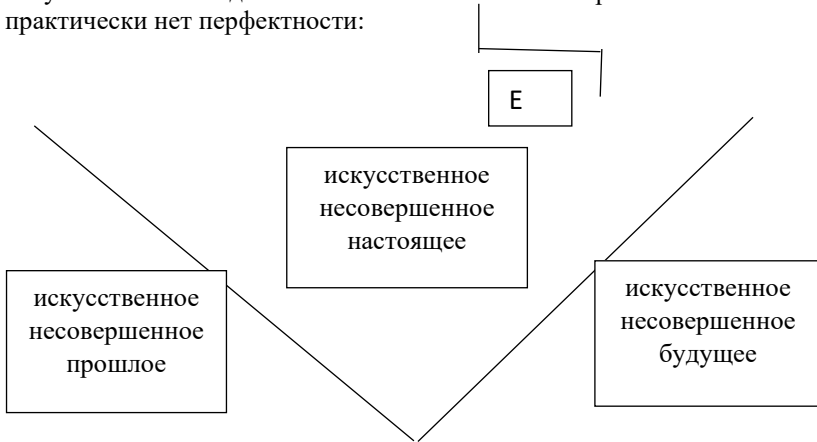 практически нет перфектности:
Е
искусственное
несовершенное
настоящее
искусственное
несовершенное
прошлое
искусственное
несовершенное
будущее